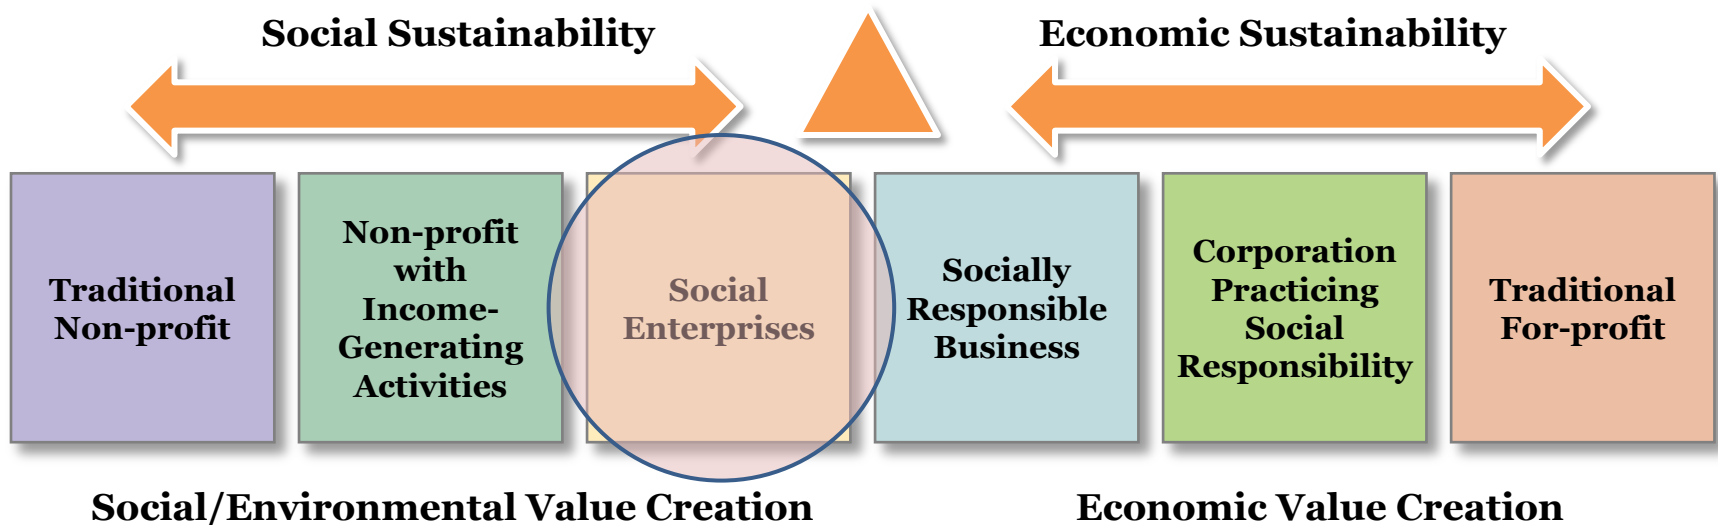 Social Sustainability
Economic Sustainability
Traditional
Non-profit
Non-profit
with
Income-
Generating
Activities
Social
Enterprises
Socially
Responsible
Business
Corporation
Practicing
Social
Responsibility
Traditional
For-profit
Social/Environmental Value Creation
Economic Value Creation